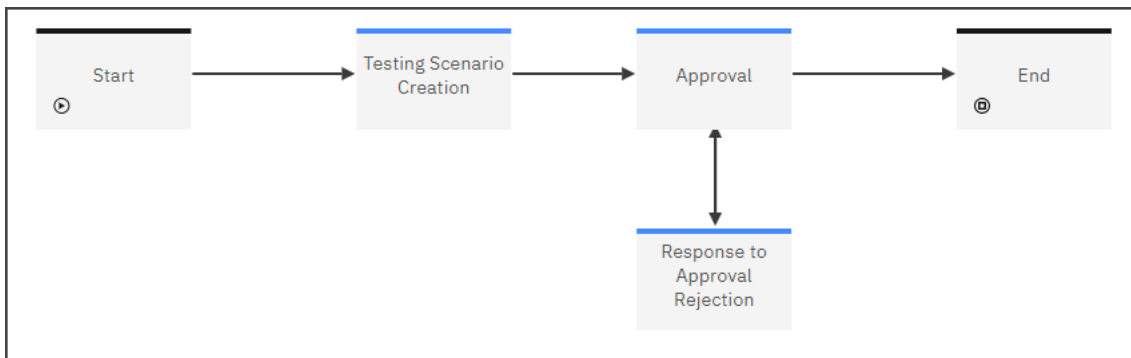 Start
Testing Scenario
Creation
Approval
End
Response to
Approval
Rejection